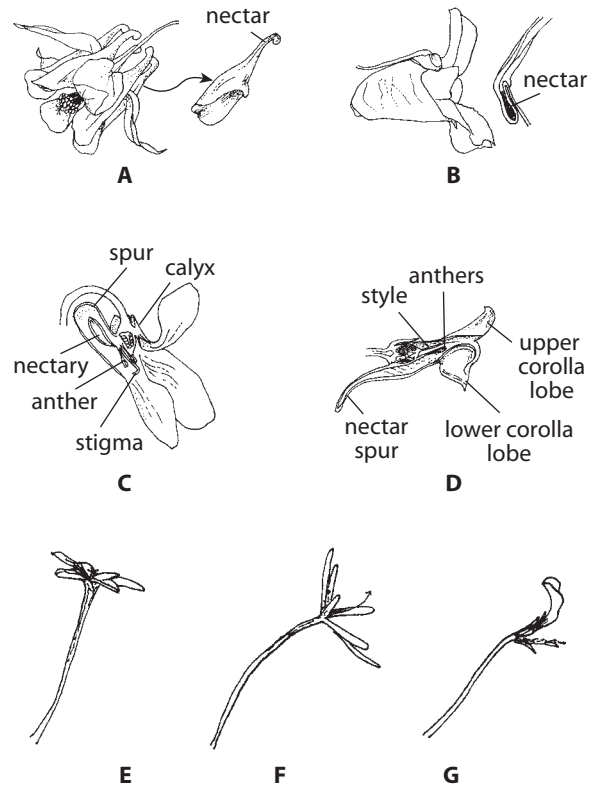 nectar
nectar
A
B
spur
calyx
nectary
anther
stigma
C
anthers
style
upper
corolla
lobe
nectar
spur
lower corolla
lobe
D
E
F
G